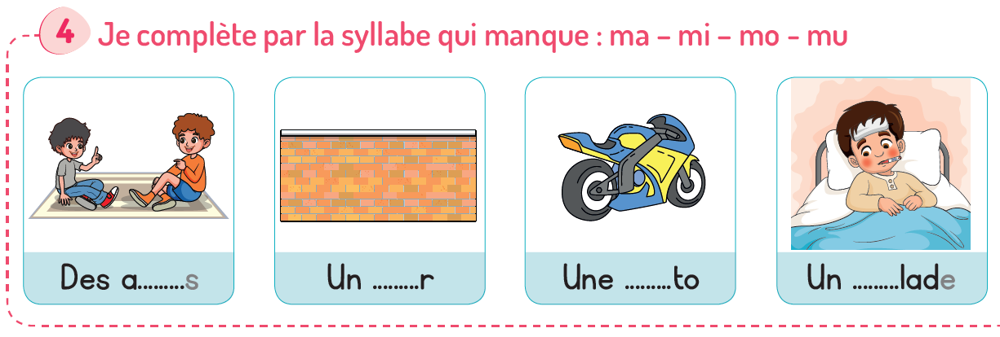 4 Je complète par la syllabe qui manque : ma – mi – mo - mu
Des a.........s
Un .........r
Une .........to
Un .........lade